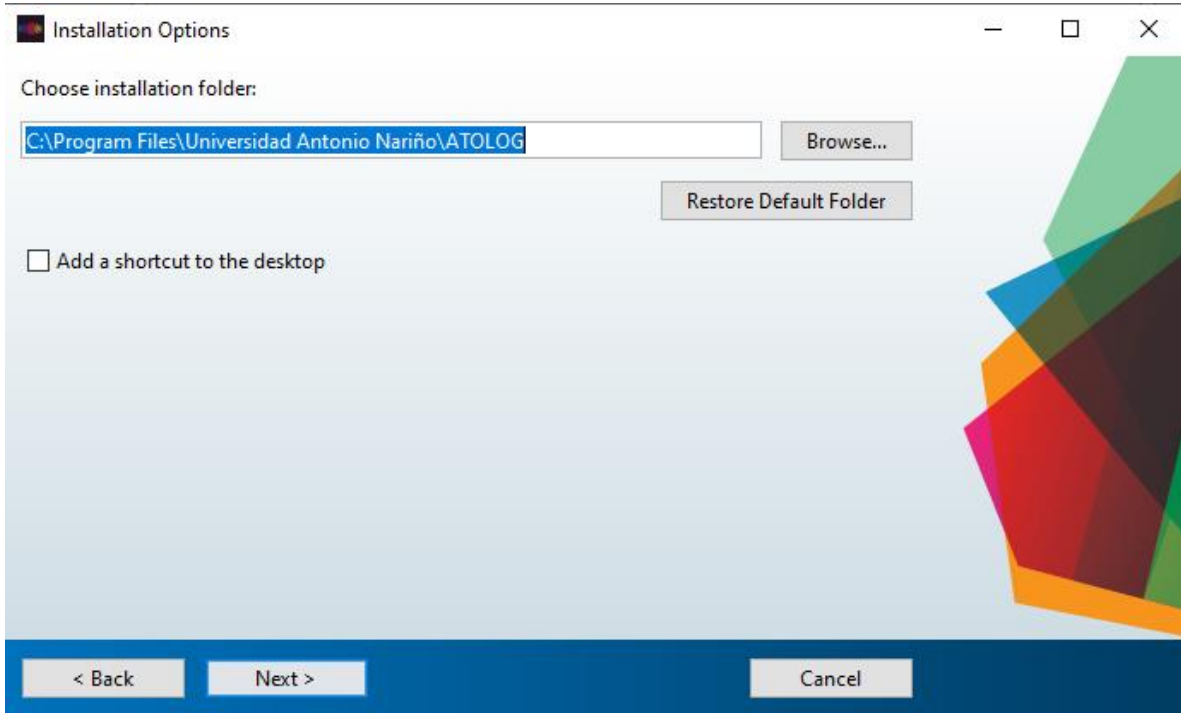 Installation Options
Choose installation folder:
C:\Program Files\Universidad Antonio Nariño\ATOLOG
Browse...
Restore Default Folder
Add a shortcut to the desktop
< Back Next > Cancel